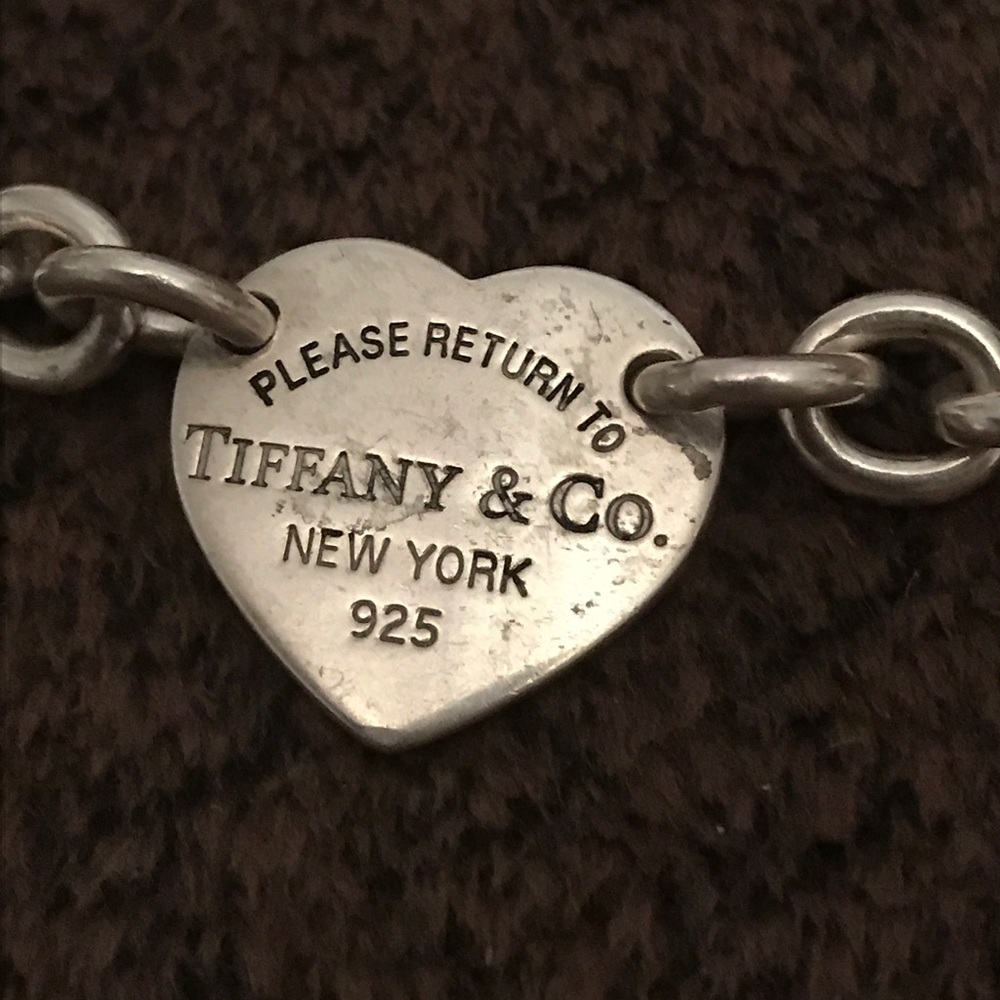 PLEASE RETURN TO
TIFFANY & CO.
NEW YORK
925